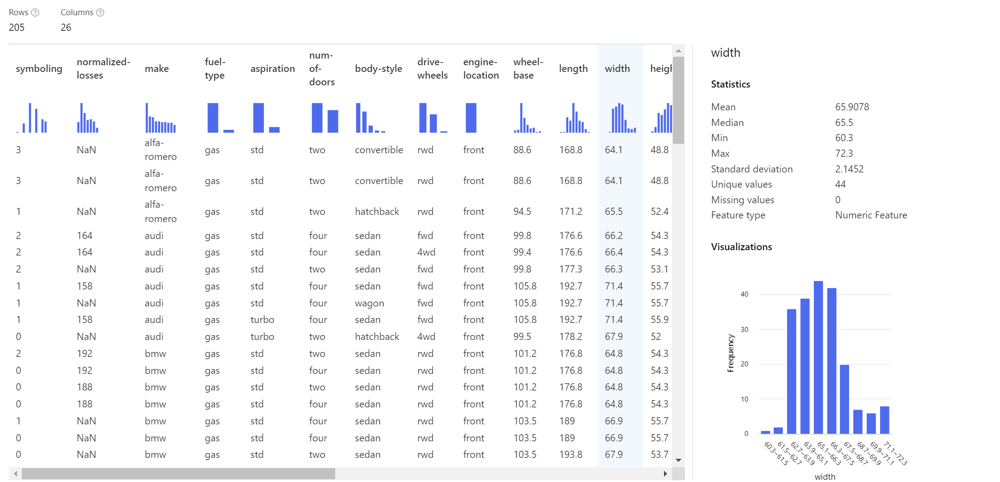 Rows Columns
205 26
symboling normalized-losses make fuel-type aspiration num-of-doors body-style drive-wheels engine-location wheel-base length width heigh
3 NaN alfa-romero gas std two convertible rwd front 88.6 168.8 64.1 48.8
3 NaN alfa-romero gas std two convertible rwd front 88.6 168.8 64.1 48.8
1 NaN alfa-romero gas std two hatchback rwd front 94.5 171.2 65.5 52.4
2 164 audi gas std four sedan fwd front 99.8 176.6 66.2 54.3
2 164 audi gas std four sedan 4wd front 99.4 176.6 66.4 54.3
2 NaN audi gas std two sedan fwd front 99.8 177.3 66.3 53.1
1 158 audi gas std four sedan fwd front 105.8 192.7 71.4 55.7
1 NaN audi gas std four wagon fwd front 105.8 192.7 71.4 55.7
1 158 audi gas turbo four sedan fwd front 105.8 192.7 71.4 55.9
0 NaN audi gas turbo two hatchback 4wd front 99.5 178.2 67.9 52
2 192 bmw gas std two sedan rwd front 101.2 176.8 64.8 54.3
0 192 bmw gas std four sedan rwd front 101.2 176.8 64.8 54.3
0 188 bmw gas std two sedan rwd front 101.2 176.8 64.8 54.3
0 188 bmw gas std four sedan rwd front 101.2 176.8 64.8 54.3
1 NaN bmw gas std four sedan rwd front 103.5 189 66.9 55.7
0 NaN bmw gas std four sedan rwd front 103.5 189 66.9 55.7
0 NaN bmw gas std two sedan rwd front 103.5 193.8 67.9 53.7
width
Statistics
Mean 65.9078
Median 65.5
Min 60.3
Max 72.3
Standard deviation 2.1452
Unique values 44
Missing values 0
Feature type Numeric Feature
Visualizations
Frequency
40
30
20
10
0
60.3~61.5
61.5~62.7
62.7~63.9
63.9~65.1
65.1~66.3
66.3~67.5
67.5~68.7
68.7~69.9
69.9~71.1
71.1~72.3
width